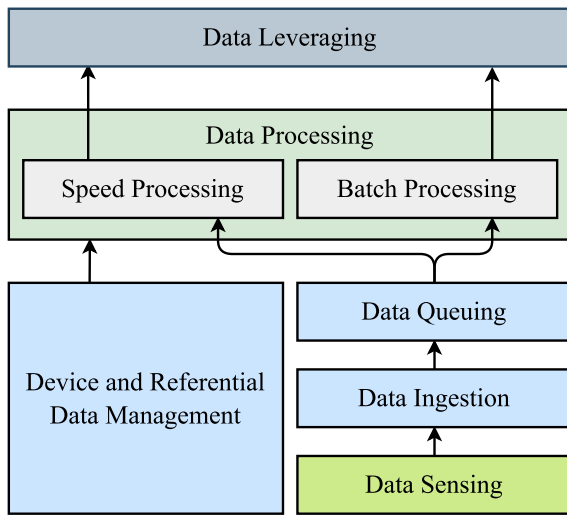 Data Leveraging
Data Processing
Speed Processing
Batch Processing
Device and Referential
Data Management
Data Queuing
Data Ingestion
Data Sensing